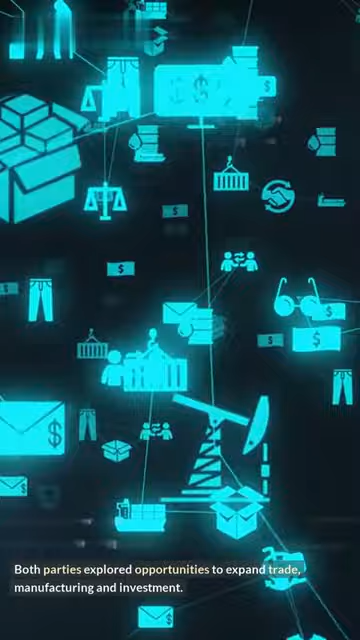 Both parties explored opportunities to expand trade,
manufacturing and investment.